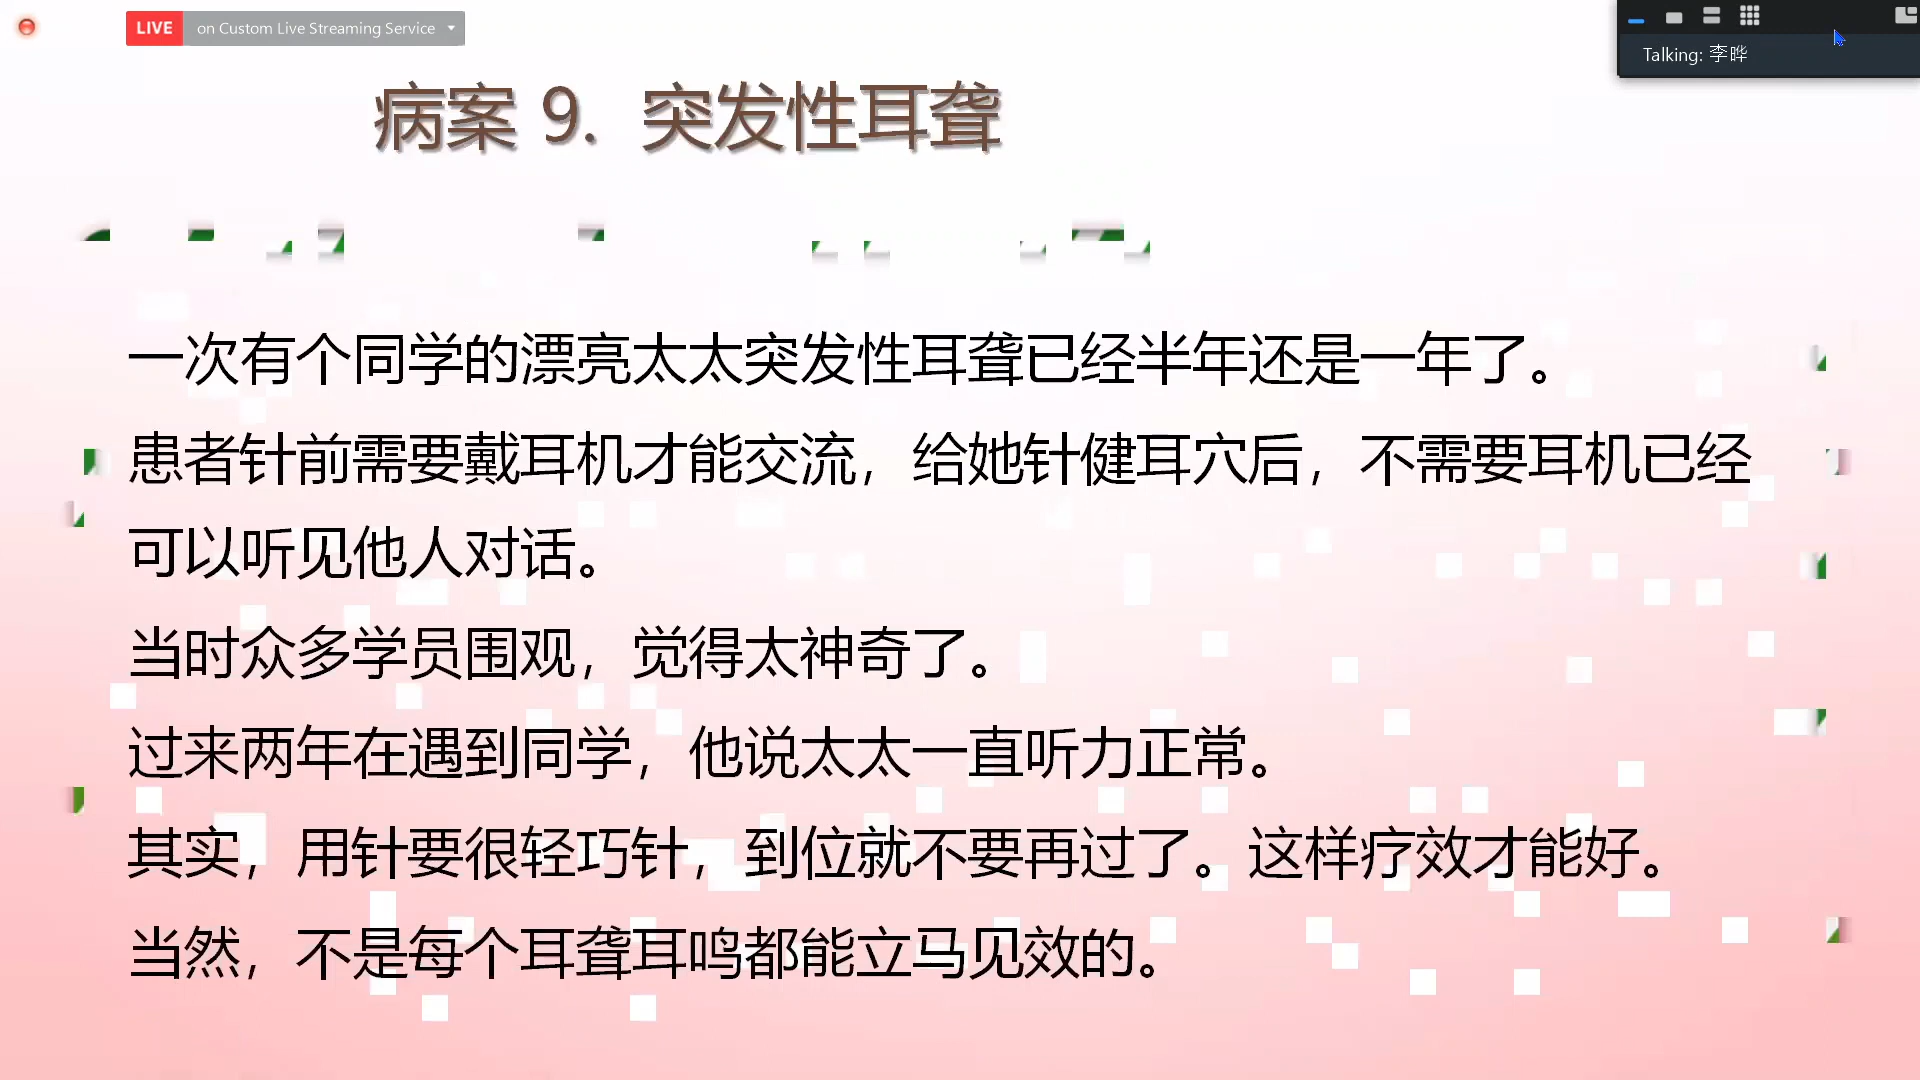 LIVE on Custom Live Streaming Service
Talking: 李晔
病案 9. 突发性耳聋
一次有个同学的漂亮太太突发性耳聋已经半年还是一年了。
患者针前需要戴耳机才能交流，给她针健耳穴后，不需要耳机已经
可以听见他人对话。
当时众多学员围观，觉得太神奇了。
过来两年在遇到同学，他说太太一直听力正常。
其实，用针要很轻巧针，到位就不要再过了。这样疗效才能好。
当然，不是每个耳聋耳鸣都能立马见效的。